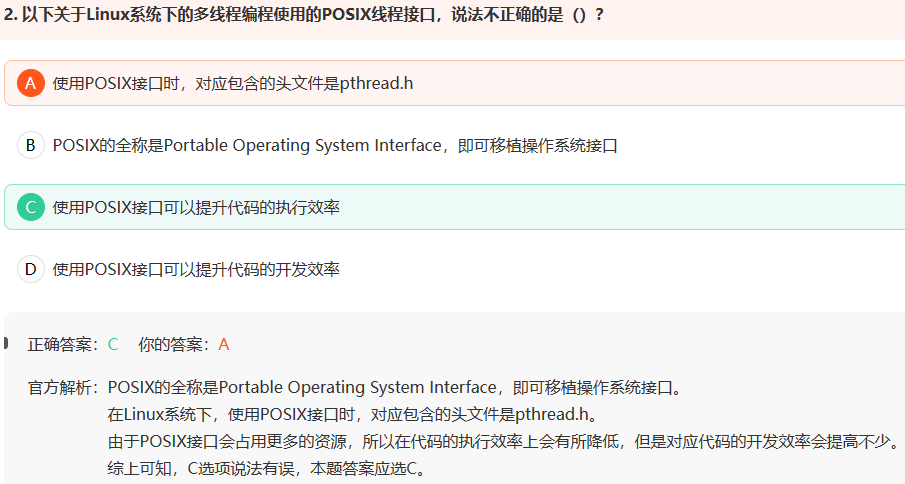 2. 以下关于Linux系统下的多线程编程使用的POSIX线程接口，说法不正确的是（）？
A 使用POSIX接口时，对应包含的头文件是pthread.h
B POSIX的全称是Portable Operating System Interface，即可移植操作系统接口
C 使用POSIX接口可以提升代码的执行效率
D 使用POSIX接口可以提升代码的开发效率
正确答案：C 你的答案：A
官方解析：POSIX的全称是Portable Operating System Interface，即可移植操作系统接口。
在Linux系统下，使用POSIX接口时，对应包含的头文件是pthread.h。
由于POSIX接口会占用更多的资源，所以在代码的执行效率上会有所降低，但是对应代码的开发效率会提高不少。
综上可知，C选项说法有误，本题答案应选C。